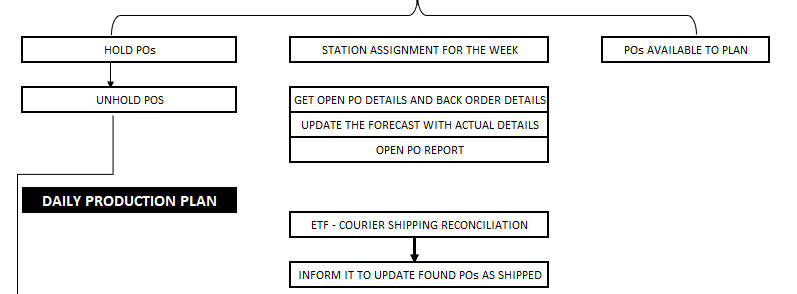 HOLD POs
STATION ASSIGNMENT FOR THE WEEK
POs AVAILABLE TO PLAN
UNHOLD POS
GET OPEN PO DETAILS AND BACK ORDER DETAILS
UPDATE THE FORECAST WITH ACTUAL DETAILS
OPEN PO REPORT
DAILY PRODUCTION PLAN
ETF - COURIER SHIPPING RECONCILIATION
INFORM IT TO UPDATE FOUND POs AS SHIPPED